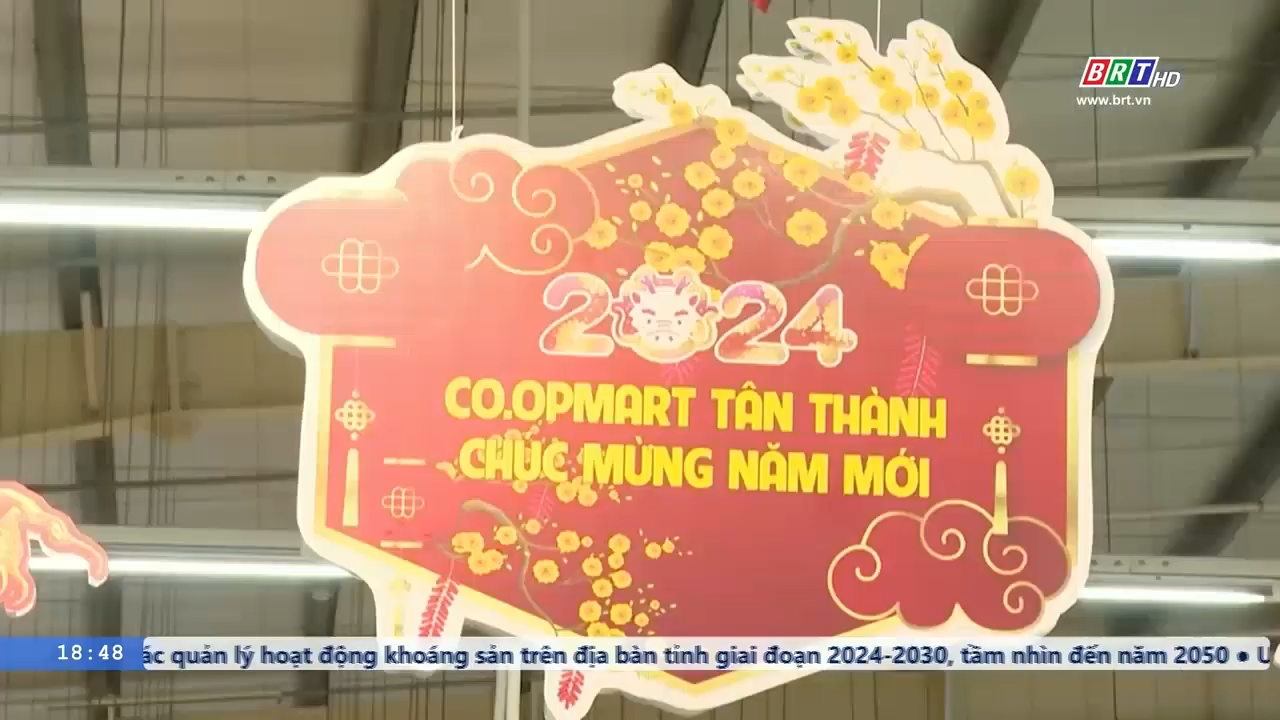 BRT HD
www.brt.vn
2024
CO.OPMART TÂN THÀNH
CHÚC MỪNG NĂM MỚI
18:48
ác quản lý hoạt động khoáng sản trên địa bàn tỉnh giai đoạn 2024-2030, tầm nhìn đến năm 2050 ●